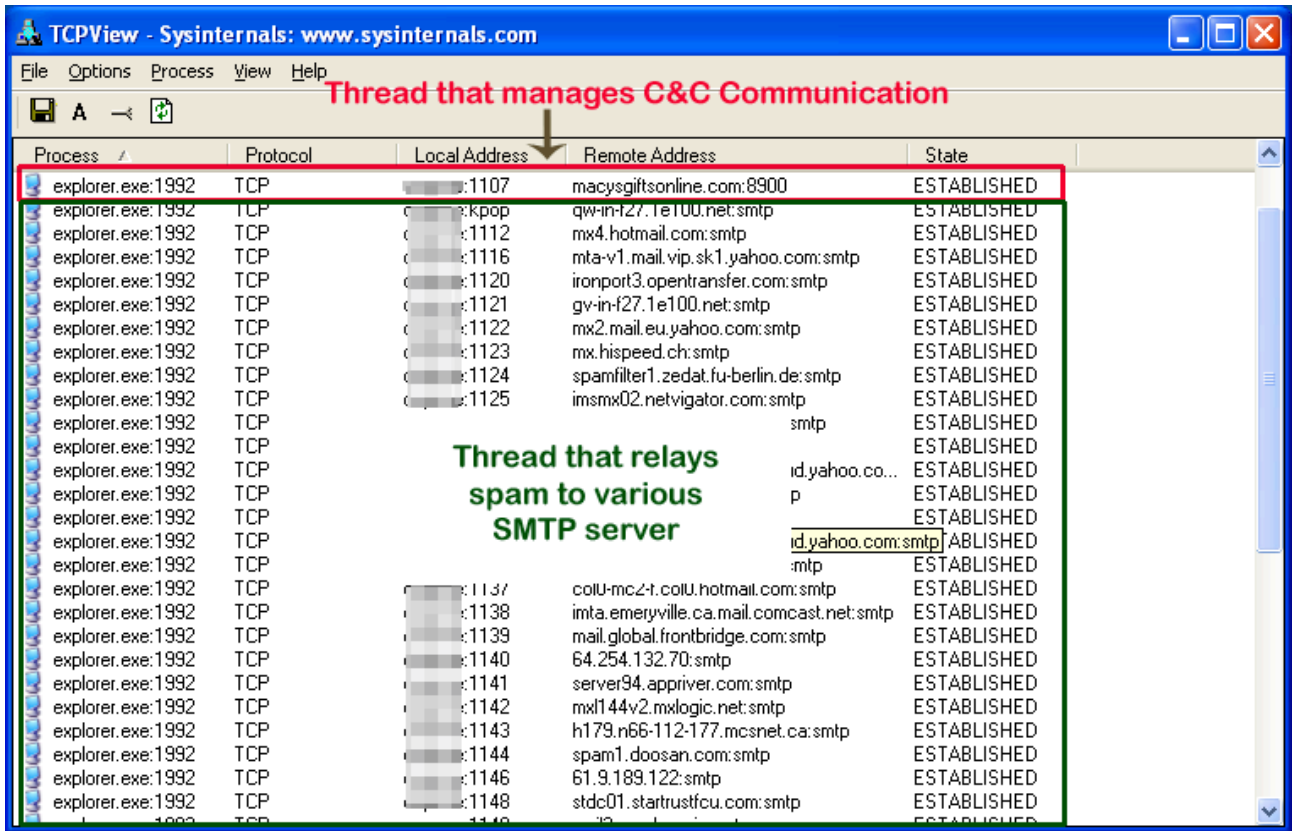 TCPView - Sysinternals: www.sysinternals.com
File Options Process View Help
Thread that manages C&C Communication
A
Process Protocol Local Address Remote Address State
explorer.exe:1992 TCP :1107 macysgiftsonline.com:8900 ESTABLISHED
explorer.exe:1992 TCP :kpop qw-in-f27.1e100.net:smtp ESTABLISHED
explorer.exe:1992 TCP :1112 mx4.hotmail.com:smtp ESTABLISHED
explorer.exe:1992 TCP :1116 mta-v1.mail.vip.sk1.yahoo.com:smtp ESTABLISHED
explorer.exe:1992 TCP :1120 ironport3.opentransfer.com:smtp ESTABLISHED
explorer.exe:1992 TCP :1121 gv-in-f27.1e100.net:smtp ESTABLISHED
explorer.exe:1992 TCP :1122 mx2.mail.eu.yahoo.com:smtp ESTABLISHED
explorer.exe:1992 TCP :1123 mx.hispeed.ch:smtp ESTABLISHED
explorer.exe:1992 TCP :1124 spamfilter1.zedat.fu-berlin.de:smtp ESTABLISHED
explorer.exe:1992 TCP :1125 imsmx02.netvigator.com:smtp ESTABLISHED
explorer.exe:1992 TCP smtp ESTABLISHED
explorer.exe:1992 TCP ESTABLISHED
explorer.exe:1992 TCP id.yahoo.co... ESTABLISHED
explorer.exe:1992 TCP p ESTABLISHED
explorer.exe:1992 TCP ESTABLISHED
explorer.exe:1992 TCP id.yahoo.com:smtp TABLISHED
explorer.exe:1992 TCP :mtp ESTABLISHED
Thread that relays
spam to various
SMTP server
explorer.exe:1992 TCP :1137 col0-mc2-f.col0.hotmail.com:smtp ESTABLISHED
explorer.exe:1992 TCP :1138 imta.emeryville.ca.mail.comcast.net:smtp ESTABLISHED
explorer.exe:1992 TCP :1139 mail.global.frontbridge.com:smtp ESTABLISHED
explorer.exe:1992 TCP :1140 64.254.132.70:smtp ESTABLISHED
explorer.exe:1992 TCP :1141 server94.appriver.com:smtp ESTABLISHED
explorer.exe:1992 TCP :1142 mxl144v2.mxlogic.net:smtp ESTABLISHED
explorer.exe:1992 TCP :1143 h179.n66-112-177.mcsnet.ca:smtp ESTABLISHED
explorer.exe:1992 TCP :1144 spam1.doosan.com:smtp ESTABLISHED
explorer.exe:1992 TCP :1146 61.9.189.122:smtp ESTABLISHED
explorer.exe:1992 TCP :1148 stdc01.startrustfcu.com:smtp ESTABLISHED